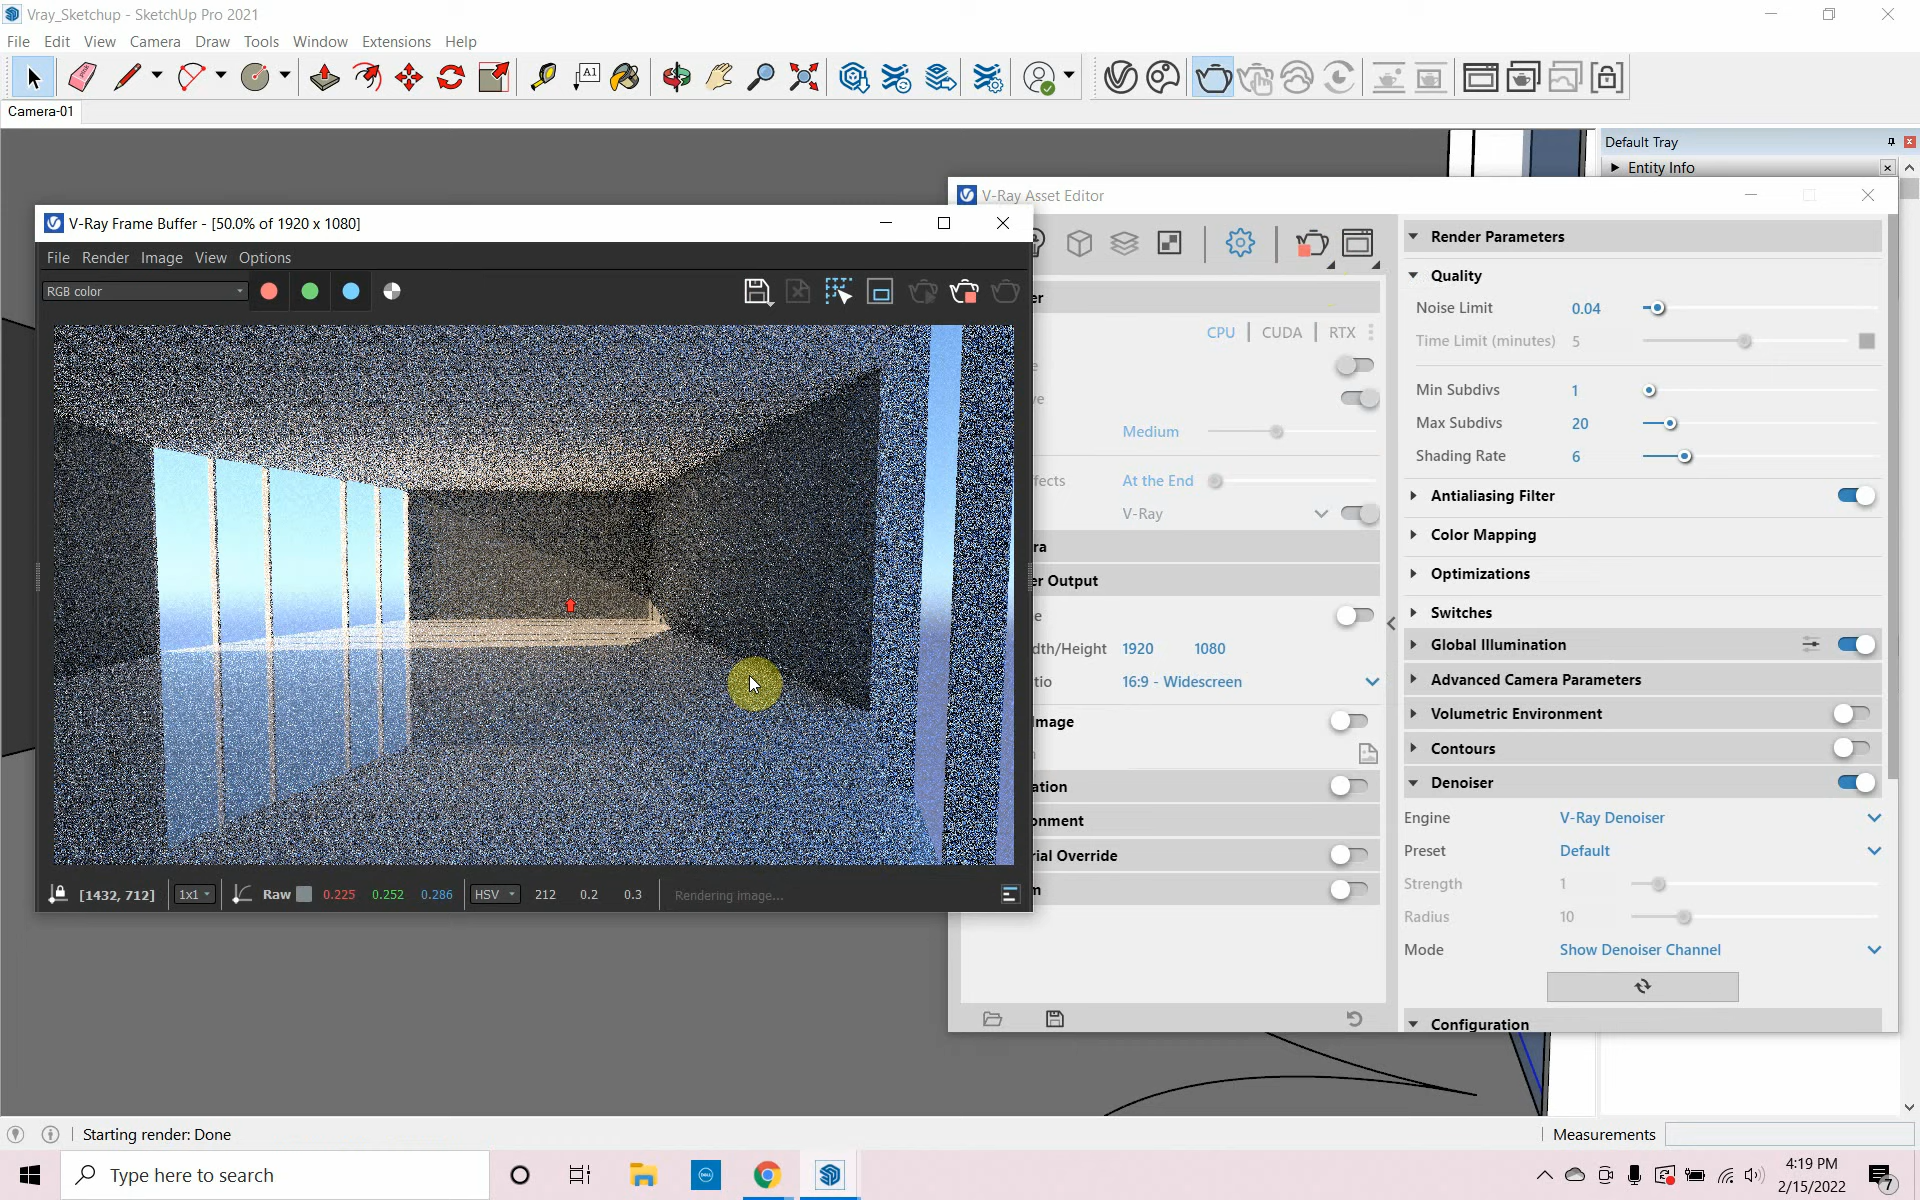 Vray_Sketchup - SketchUp Pro 2021
File Edit View Camera Draw Tools Window Extensions Help
A1
Camera-01
Default Tray
Entity Info
V-Ray Asset Editor
V-Ray Frame Buffer - [50.0% of 1920 x 1080]
File Render Image View Options
RGB color
Render Parameters
Quality
Noise Limit 0.04
Time Limit (minutes) 5
Min Subdivs 1
Max Subdivs 20
Shading Rate 6
Antialiasing Filter
Color Mapping
Optimizations
Switches
Global Illumination
Advanced Camera Parameters
Volumetric Environment
Contours
Denoiser
Engine V-Ray Denoiser
Preset Default
Strength 1
Radius 10
Mode Show Denoiser Channel
Configuration
er
CPU CUDA RTX
e
ve
Medium
fects At the End
V-Ray
ra
er Output
e
dth/Height 1920 1080
tio 16:9 - Widescreen
mage
ation
onment
rial Override
m
[1432, 712] 1x1 Raw 0.225 0.252 0.286 HSV 212 0.2 0.3 Rendering image...
Starting render: Done
Measurements
Type here to search
DELL
4:19 PM
2/15/2022
7